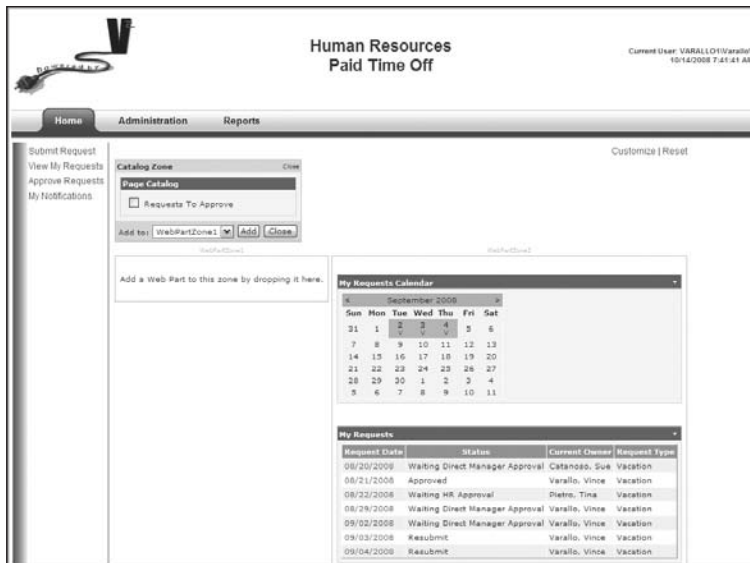 V
powered by
Human Resources
Paid Time Off
Current User: VARALLO1\Varallo
10/14/2008 7:41:41 A
Home Administration Reports
Submit Request
View My Requests
Approve Requests
My Notifications
Customize | Reset
Catalog Zone Close
Page Catalog
Requests To Approve
Add to: WebPartZone1 Add Close
WebPartZone1 WebPartZone2
Add a Web Part to this zone by dropping it here.
My Requests Calendar
< September 2008 >
Sun Mon Tue Wed Thu Fri Sat
31 1 2 3 4 5 6
V V V
7 8 9 10 11 12 13
14 15 16 17 18 19 20
21 22 23 24 25 26 27
28 29 30 1 2 3 4
5 6 7 8 9 10 11
My Requests
Request Date Status Current Owner Request Type
08/20/2008 Waiting Direct Manager Approval Catanoso, Sue Vacation
08/21/2008 Approved Varallo, Vince Vacation
08/22/2008 Waiting HR Approval Pietro, Tina Vacation
08/29/2008 Waiting Direct Manager Approval Varallo, Vince Vacation
09/02/2008 Waiting Direct Manager Approval Varallo, Vince Vacation
09/03/2008 Resubmit Varallo, Vince Vacation
09/04/2008 Resubmit Varallo, Vince Vacation